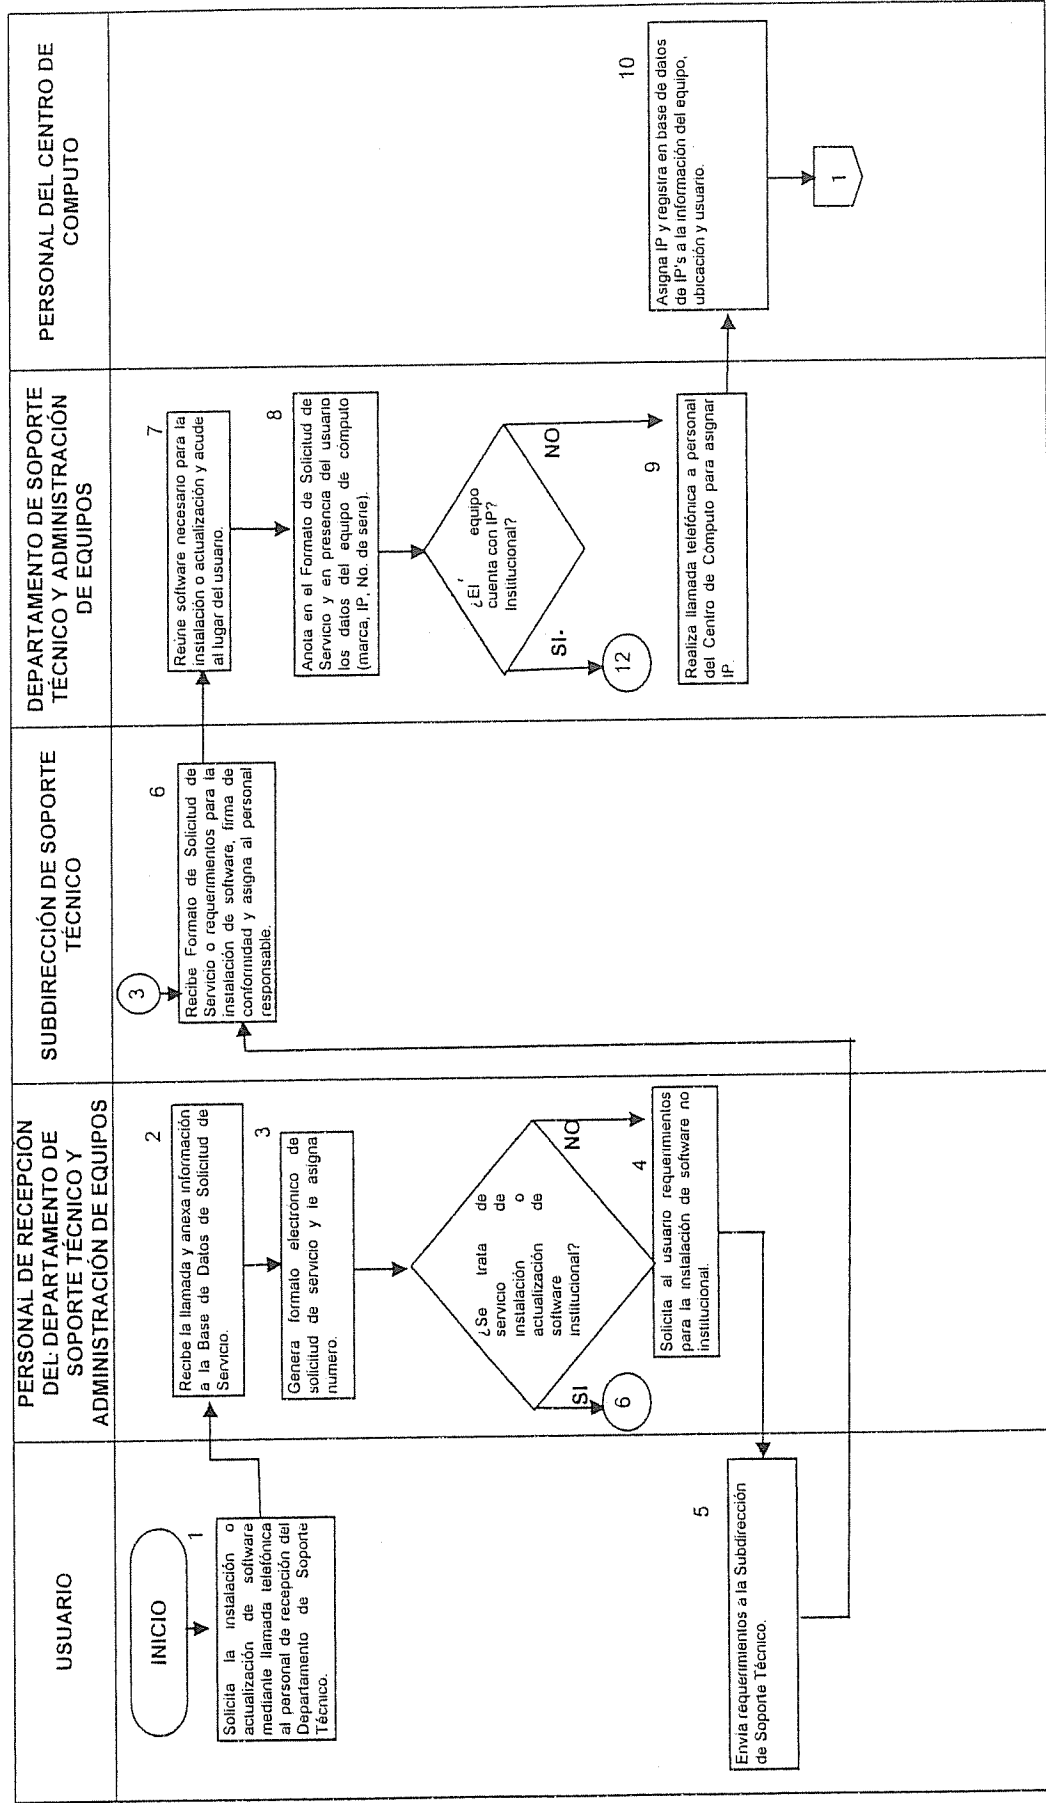 USUARIO
PERSONAL DE RECEPCIÓN
DEL DEPARTAMENTO DE
SOPORTE TÉCNICO Y
ADMINISTRACIÓN DE EQUIPOS
SUBDIRECCIÓN DE SOPORTE
TÉCNICO
DEPARTAMENTO DE SOPORTE
TÉCNICO Y ADMINISTRACIÓN
DE EQUIPOS
PERSONAL DEL CENTRO DE
COMPUTO
INICIO
1
Solicita la instalación o
actualización de software
mediante llamada telefónica
al personal de recepción del
Departamento de Soporte
Técnico.
2
Recibe la llamada y anexa información
a la Base de Datos de Solicitud de
Servicio.
3
Genera formato electrónico de
solicitud de servicio y le asigna
número.
¿Se trata de
servicio de
instalación o
actualización de
software
institucional?
SI
6
NO
4
Solicita al usuario requerimientos
para la instalación de software no
institucional.
5
Envía requerimientos a la Subdirección
de Soporte Técnico.
3
6
Recibe Formato de Solicitud de
Servicio o requerimientos para la
instalación de software, firma de
conformidad y asigna al personal
responsable.
7
Reúne software necesario para la
instalación o actualización y acude
al lugar del usuario.
8
Anota en el Formato de Solicitud de
Servicio y en presencia del usuario
los datos del equipo de cómputo
(marca, IP, No. de serie).
¿El equipo
cuenta con IP?
Institucional?
SI.
12
NO
9
Realiza llamada telefónica a personal
del Centro de Cómputo para asignar
IP.
10
Asigna IP y registra en base de datos
de IP's a la información del equipo,
ubicación y usuario.
1